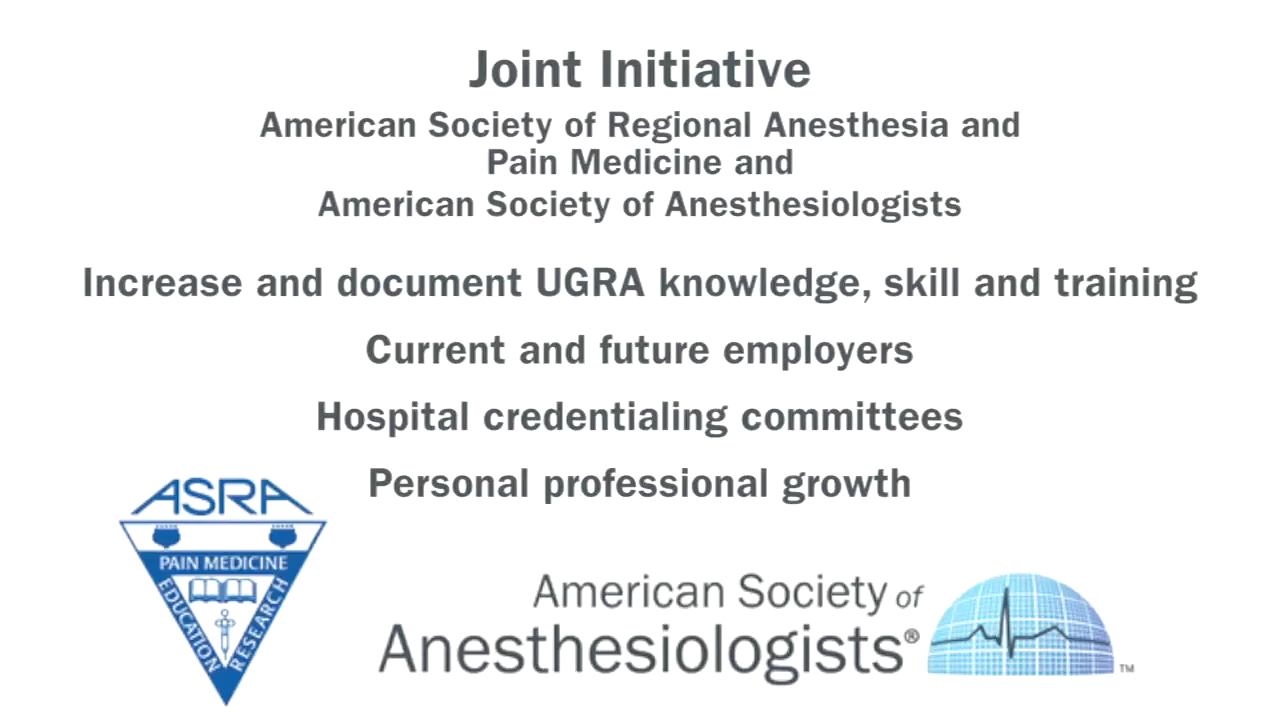 Joint Initiative
American Society of Regional Anesthesia and
Pain Medicine and
American Society of Anesthesiologists
Increase and document UGRA knowledge, skill and training
Current and future employers
Hospital credentialing committees
Personal professional growth
ASRA
PAIN MEDICINE
EDUCATION
RESEARCH
American Society of
Anesthesiologists®
TM